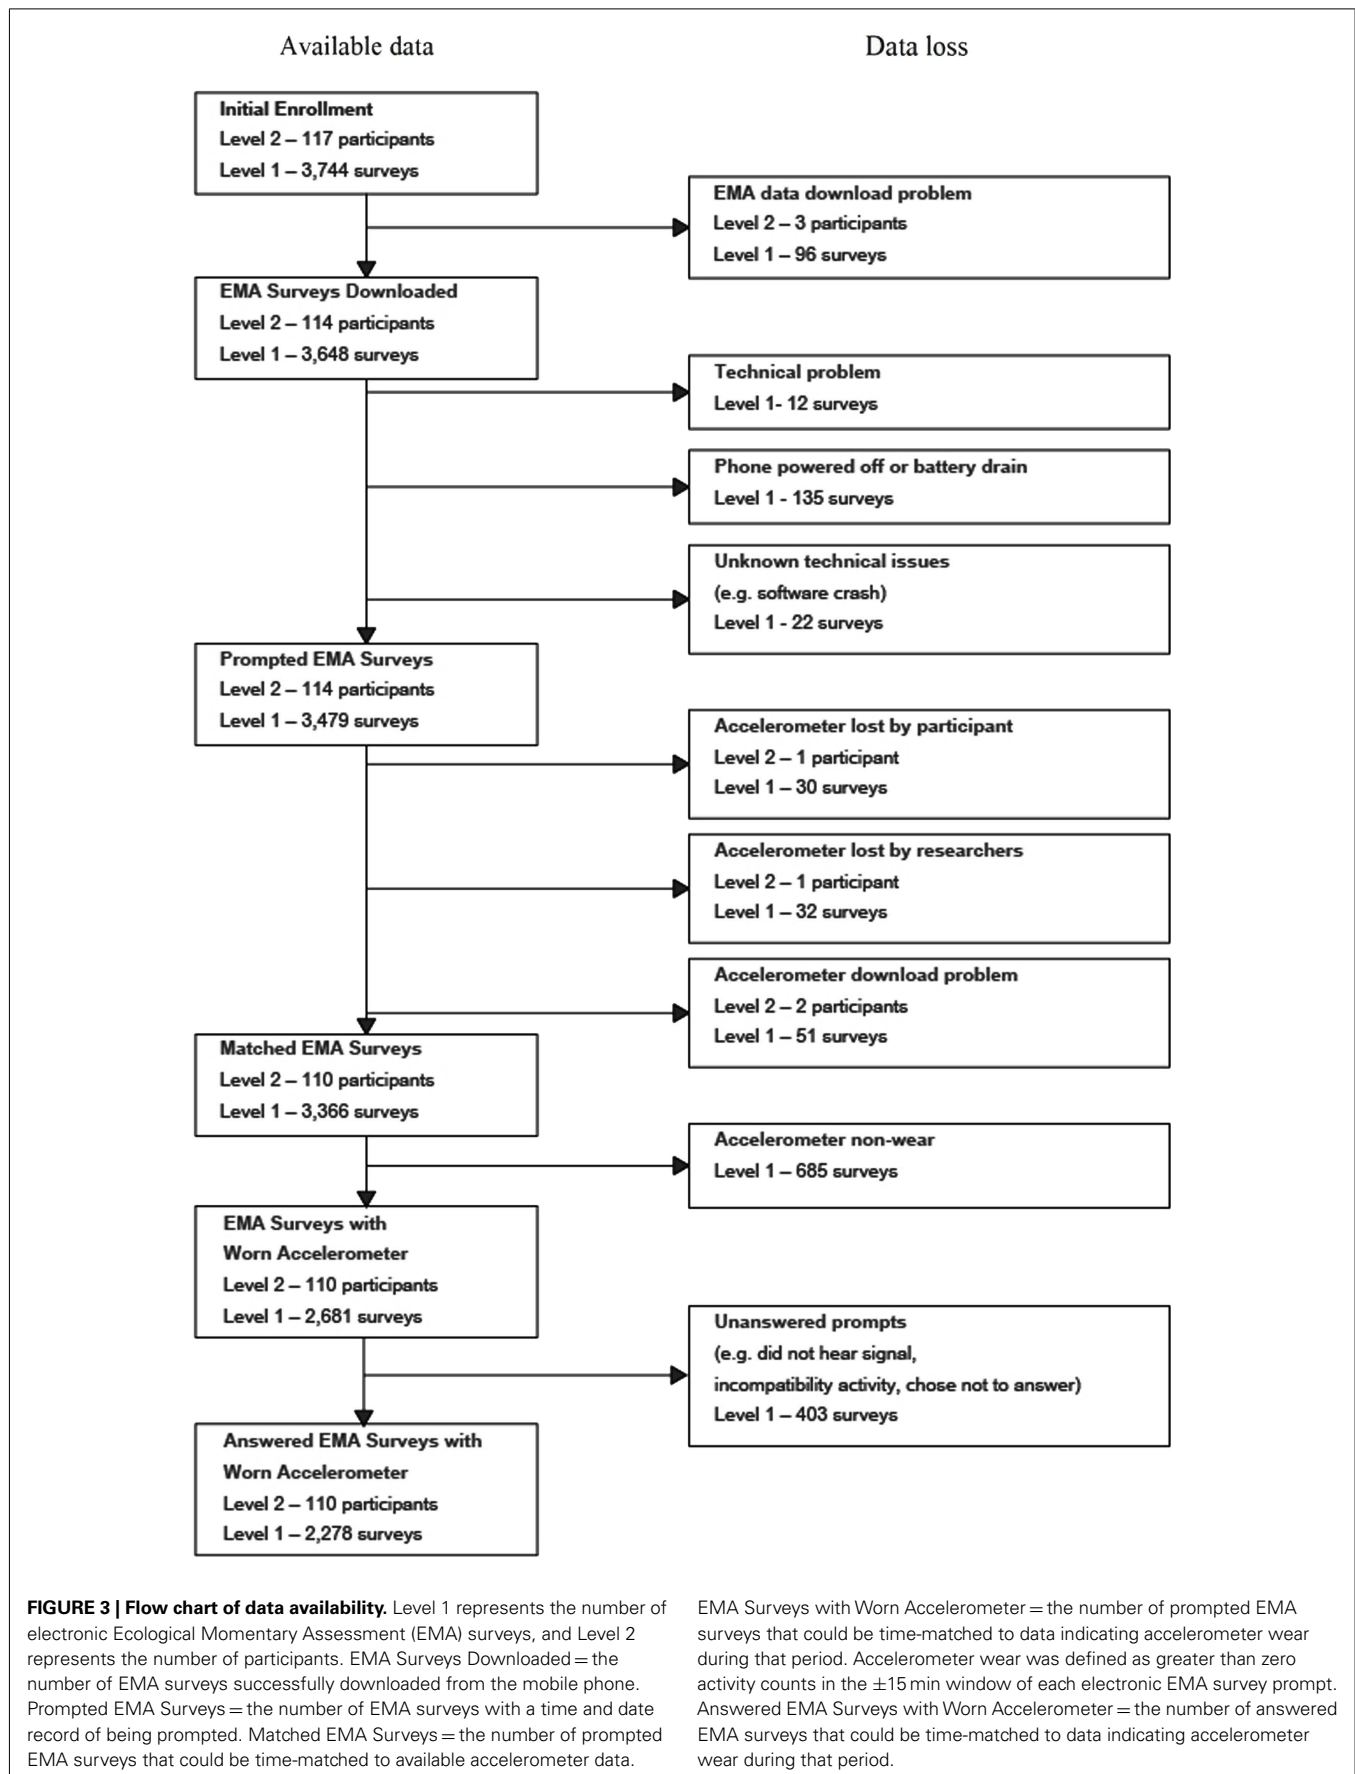 Available data
Data loss
Initial Enrollment
Level 2 – 117 participants
Level 1 – 3,744 surveys
EMA data download problem
Level 2 – 3 participants
Level 1 – 96 surveys
EMA Surveys Downloaded
Level 2 – 114 participants
Level 1 – 3,648 surveys
Technical problem
Level 1- 12 surveys
Phone powered off or battery drain
Level 1 - 135 surveys
Unknown technical issues
(e.g. software crash)
Level 1 - 22 surveys
Prompted EMA Surveys
Level 2 – 114 participants
Level 1 – 3,479 surveys
Accelerometer lost by participant
Level 2 – 1 participant
Level 1 – 30 surveys
Accelerometer lost by researchers
Level 2 – 1 participant
Level 1 – 32 surveys
Accelerometer download problem
Level 2 – 2 participants
Level 1 – 51 surveys
Matched EMA Surveys
Level 2 – 110 participants
Level 1 – 3,366 surveys
Accelerometer non-wear
Level 1 – 685 surveys
EMA Surveys with
Worn Accelerometer
Level 2 – 110 participants
Level 1 – 2,681 surveys
Unanswered prompts
(e.g. did not hear signal,
incompatibility activity, chose not to answer)
Level 1 – 403 surveys
Answered EMA Surveys with
Worn Accelerometer
Level 2 – 110 participants
Level 1 – 2,278 surveys
FIGURE 3 | Flow chart of data availability. Level 1 represents the number of
electronic Ecological Momentary Assessment (EMA) surveys, and Level 2
represents the number of participants. EMA Surveys Downloaded = the
number of EMA surveys successfully downloaded from the mobile phone.
Prompted EMA Surveys = the number of EMA surveys with a time and date
record of being prompted. Matched EMA Surveys = the number of prompted
EMA surveys that could be time-matched to available accelerometer data.
EMA Surveys with Worn Accelerometer = the number of prompted EMA
surveys that could be time-matched to data indicating accelerometer wear
during that period. Accelerometer wear was defined as greater than zero
activity counts in the ±15 min window of each electronic EMA survey prompt.
Answered EMA Surveys with Worn Accelerometer = the number of answered
EMA surveys that could be time-matched to data indicating accelerometer
wear during that period.